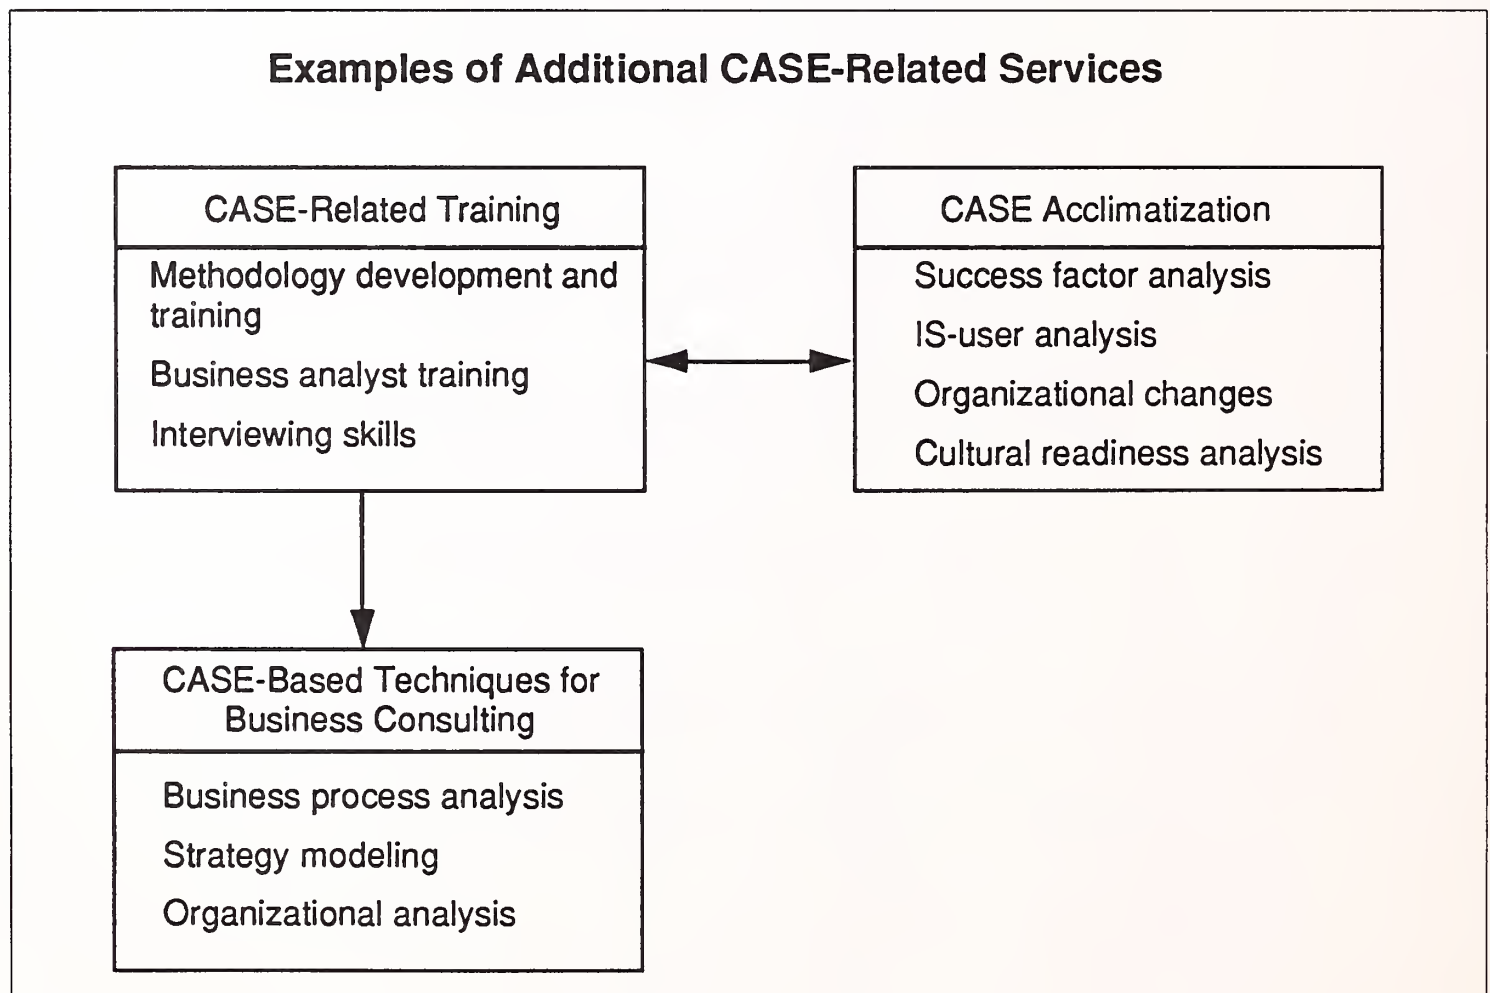 Examples of Additional CASE-Related Services
CASE-Related Training
Methodology development and
training
Business analyst training
Interviewing skills
CASE Acclimatization
Success factor analysis
IS-user analysis
Organizational changes
Cultural readiness analysis
CASE-Based Techniques for
Business Consulting
Business process analysis
Strategy modeling
Organizational analysis